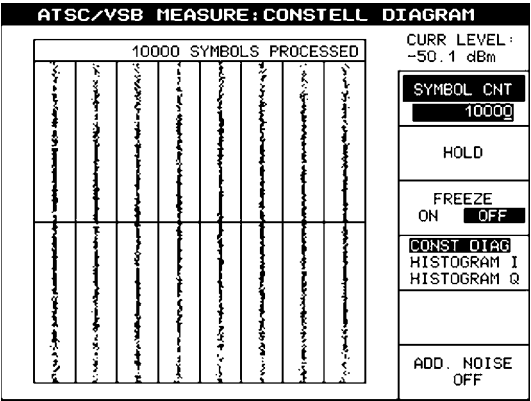 ATSC/VSB MEASURE:CONSTELL DIAGRAM
10000 SYMBOLS PROCESSED
CURR LEVEL:
-50.1 dBm
SYMBOL CNT
10000
HOLD
FREEZE
ON OFF
CONST DIAG
HISTOGRAM I
HISTOGRAM Q
ADD. NOISE
OFF